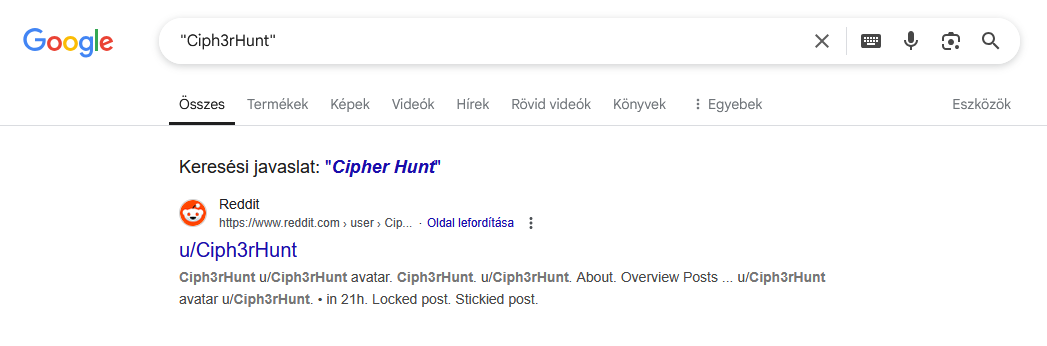 Google
"Ciph3rHunt"
Összes Termékek Képek Videók Hírek Rövid videók Könyvek Egyebek Eszközök
Keresési javaslat: "Cipher Hunt"
Reddit
https://www.reddit.com › user › Cip... · Oldal lefordítása
u/Ciph3rHunt
Ciph3rHunt u/Ciph3rHunt avatar. Ciph3rHunt. u/Ciph3rHunt. About. Overview Posts ... u/Ciph3rHunt
avatar u/Ciph3rHunt. • in 21h. Locked post. Stickied post.